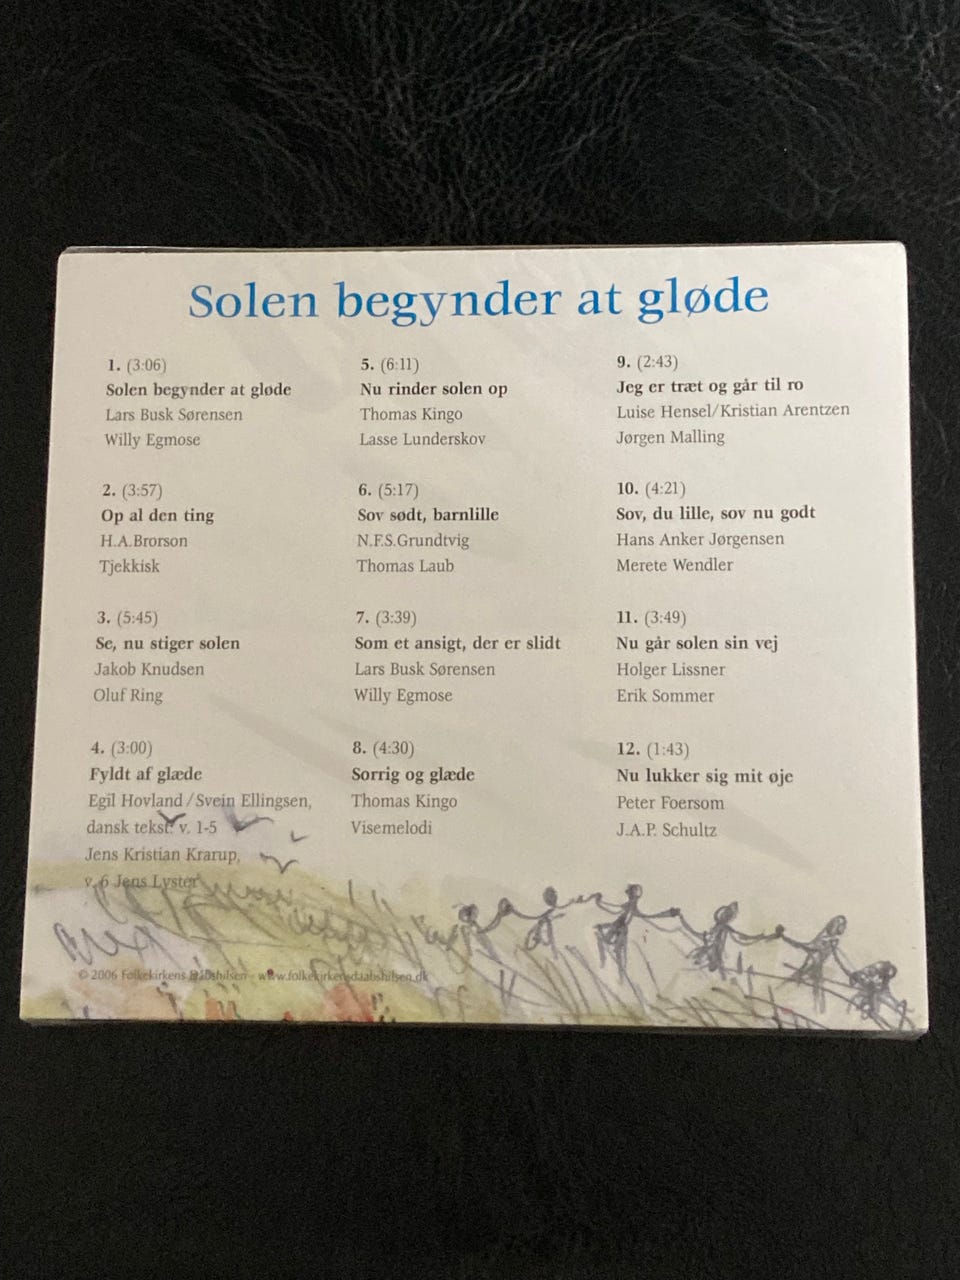 Solen begynder at gløde
1. (3:06)
Solen begynder at gløde
Lars Busk Sørensen
Willy Egmose
2. (3:57)
Op al den ting
H.A.Brorson
Tjekkisk
3. (5:45)
Se, nu stiger solen
Jakob Knudsen
Oluf Ring
4. (3:00)
Fyldt af glæde
Egil Hovland/Svein Ellingsen,
dansk tekst: v. 1-5
Jens Kristian Krarup,
v. 6 Jens Lyster
5. (6:11)
Nu rinder solen op
Thomas Kingo
Lasse Lunderskov
6. (5:17)
Sov sødt, barnlille
N.F.S.Grundtvig
Thomas Laub
7. (3:39)
Som et ansigt, der er slidt
Lars Busk Sørensen
Willy Egmose
8. (4:30)
Sorrig og glæde
Thomas Kingo
Visemelodi
9. (2:43)
Jeg er træt og går til ro
Luise Hensel/Kristian Arentzen
Jørgen Malling
10. (4:21)
Sov, du lille, sov nu godt
Hans Anker Jørgensen
Merete Wendler
11. (3:49)
Nu går solen sin vej
Holger Lissner
Erik Sommer
12. (1:43)
Nu lukker sig mit øje
Peter Foersom
J.A.P. Schultz
© 2006 Folkekirkens Dåbshilsen - www.folkekirkensdaabshilsen.dk